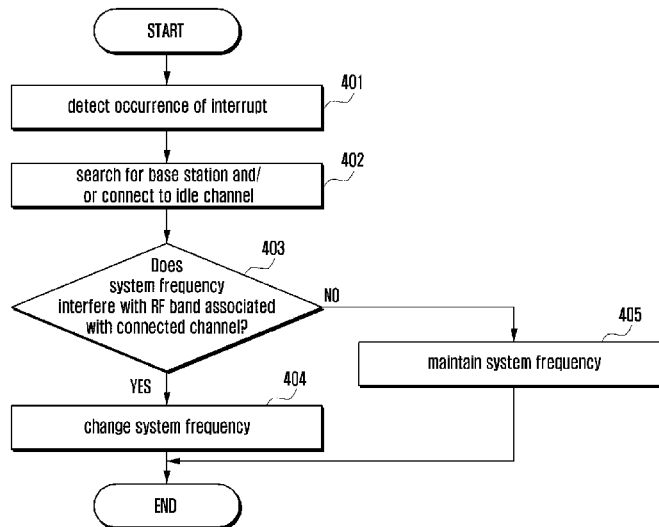 START
401
detect occurrence of interrupt
402
search for base station and/
or connect to idle channel
403
Does
system frequency
interfere with RF band associated
with connected channel?
NO
405
maintain system frequency
YES
404
change system frequency
END